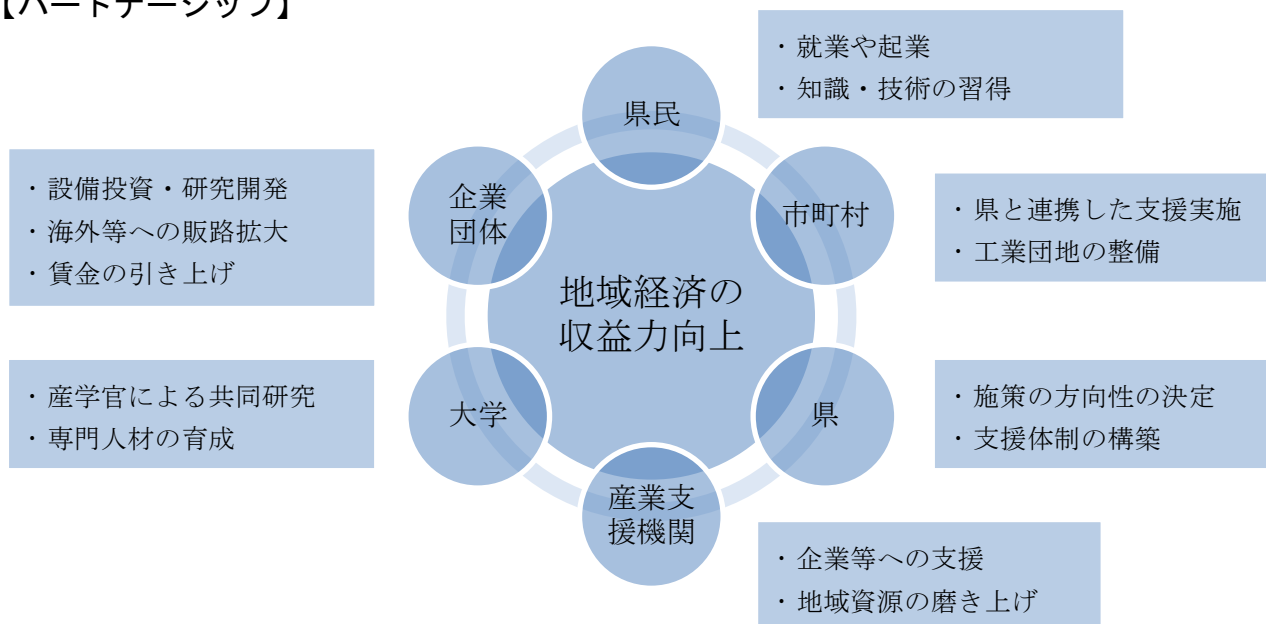 【パートナーシップ】
・就業や起業
・知識・技術の習得
県民
・設備投資・研究開発
・海外等への販路拡大
・賃金の引き上げ
企業
団体
市町村
・県と連携した支援実施
・工業団地の整備
地域経済の
収益力向上
・産学官による共同研究
・専門人材の育成
大学
県
・施策の方向性の決定
・支援体制の構築
産業支
援機関
・企業等への支援
・地域資源の磨き上げ